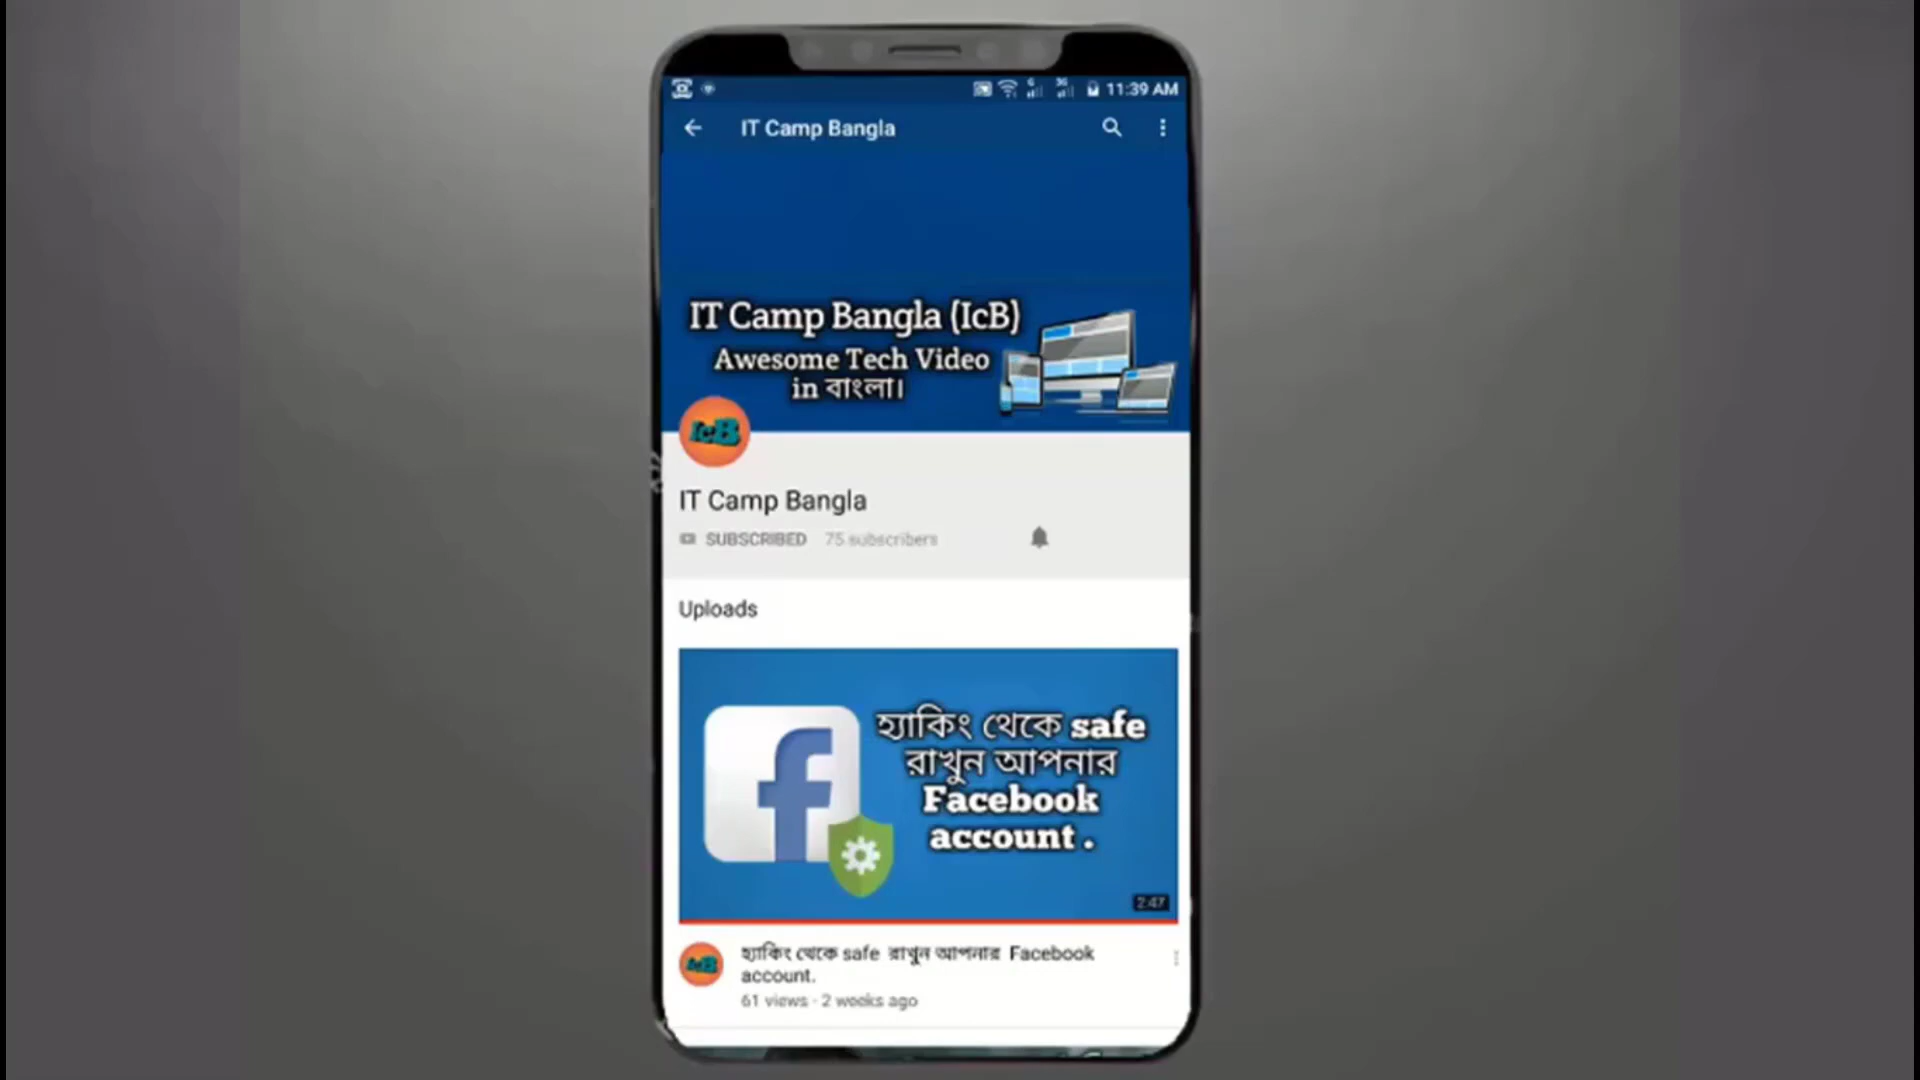 11:39 AM
IT Camp Bangla
IT Camp Bangla (IcB)
Awesome Tech Video
in বাংলা।
IcB
IT Camp Bangla
SUBSCRIBED 75 subscribers
Uploads
হ্যাকিং থেকে safe
রাখুন আপনার
Facebook
account .
2:47
IcB
হ্যাকিং থেকে safe রাখুন আপনার Facebook
account.
61 views · 2 weeks ago